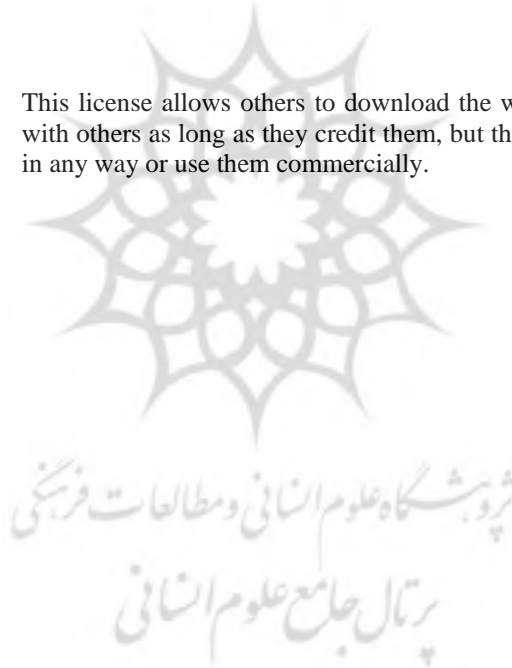 This license allows others to download the w
with others as long as they credit them, but th
in any way or use them commercially.
پژوهشگاه علوم انسانی و مطالعات فرهنگی
پرتال جامع علوم انسانی